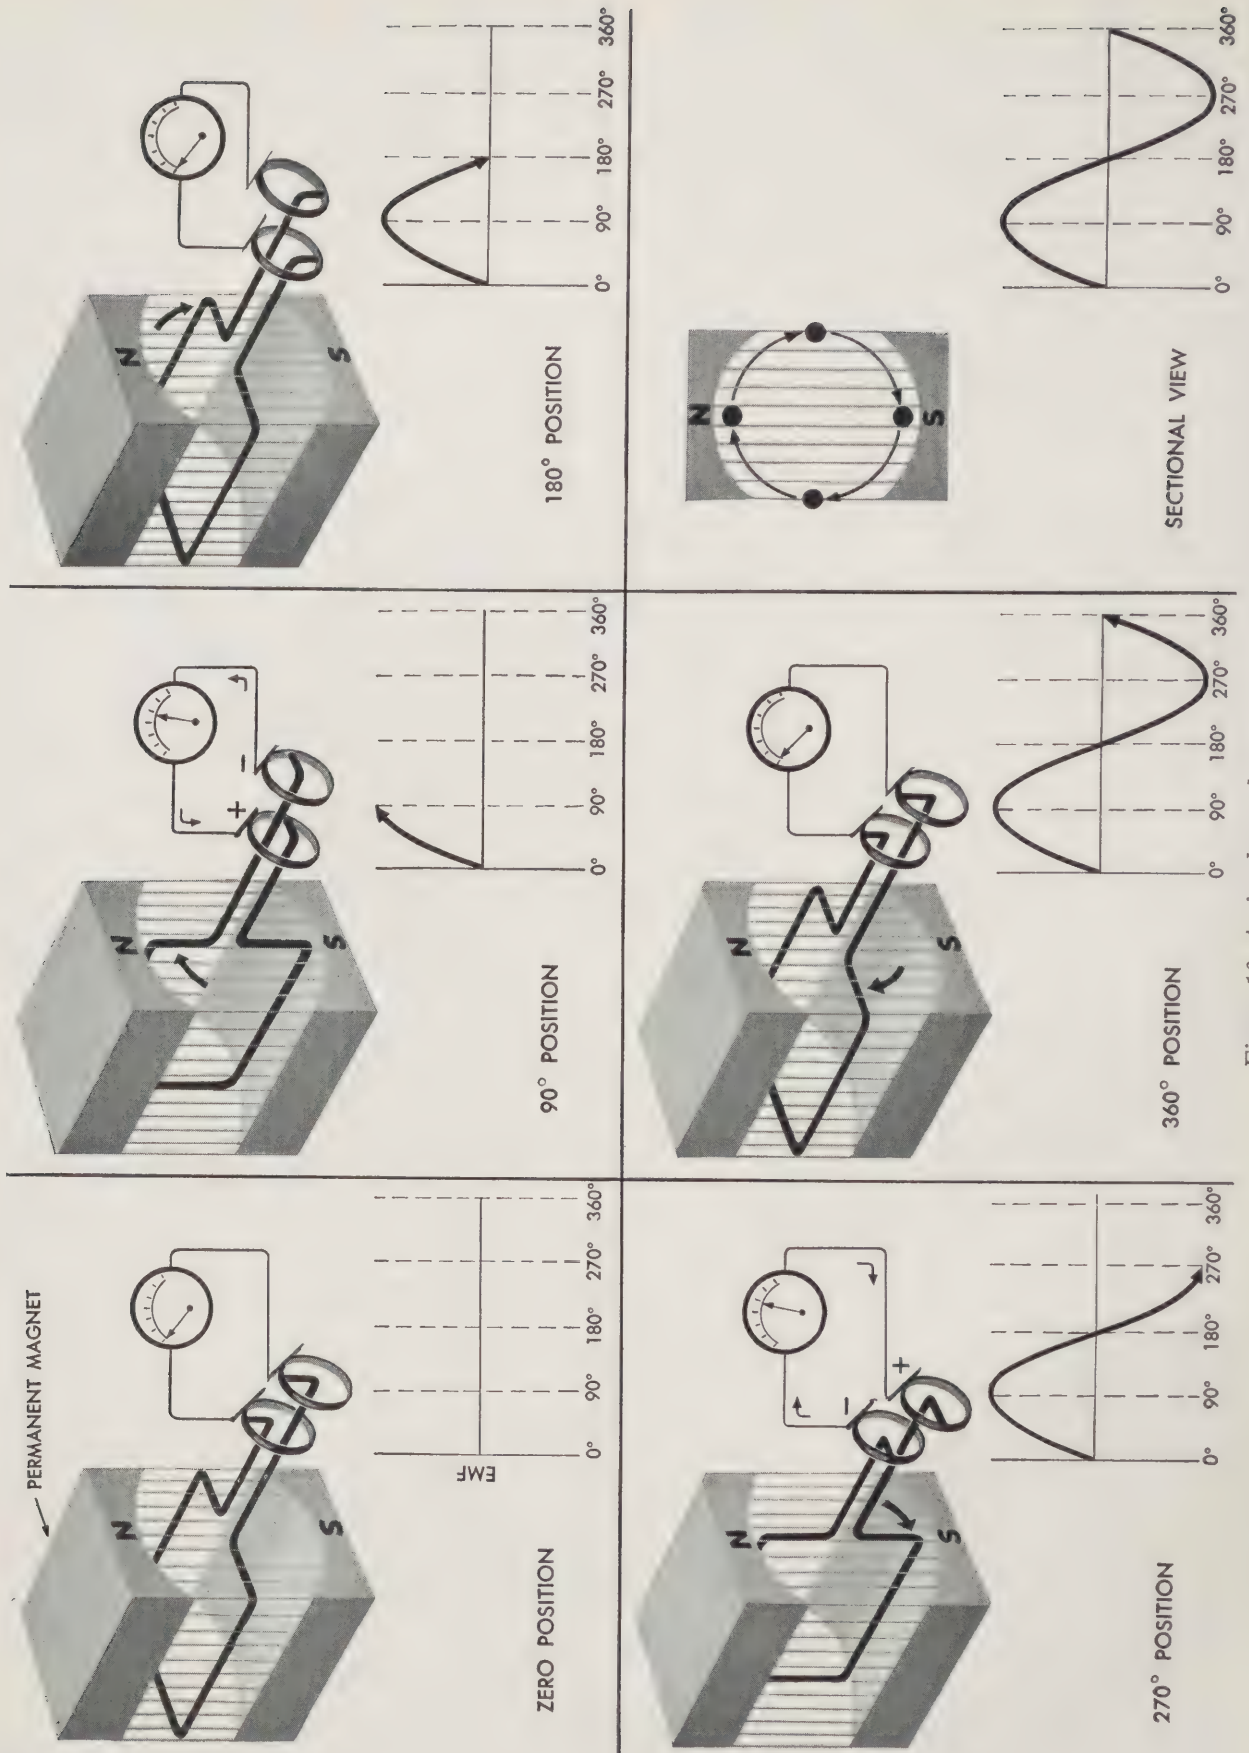 PERMANENT MAGNET
N
S
ZERO POSITION
EMF
0° 90° 180° 270° 360°
N
S
+ −
90° POSITION
0° 90° 180° 270° 360°
N
S
180° POSITION
0° 90° 180° 270° 360°
N
S
− +
270° POSITION
0° 90° 180° 270° 360°
N
S
360° POSITION
0° 90° 180° 270° 360°
N
S
SECTIONAL VIEW
0° 90° 180° 270° 360°